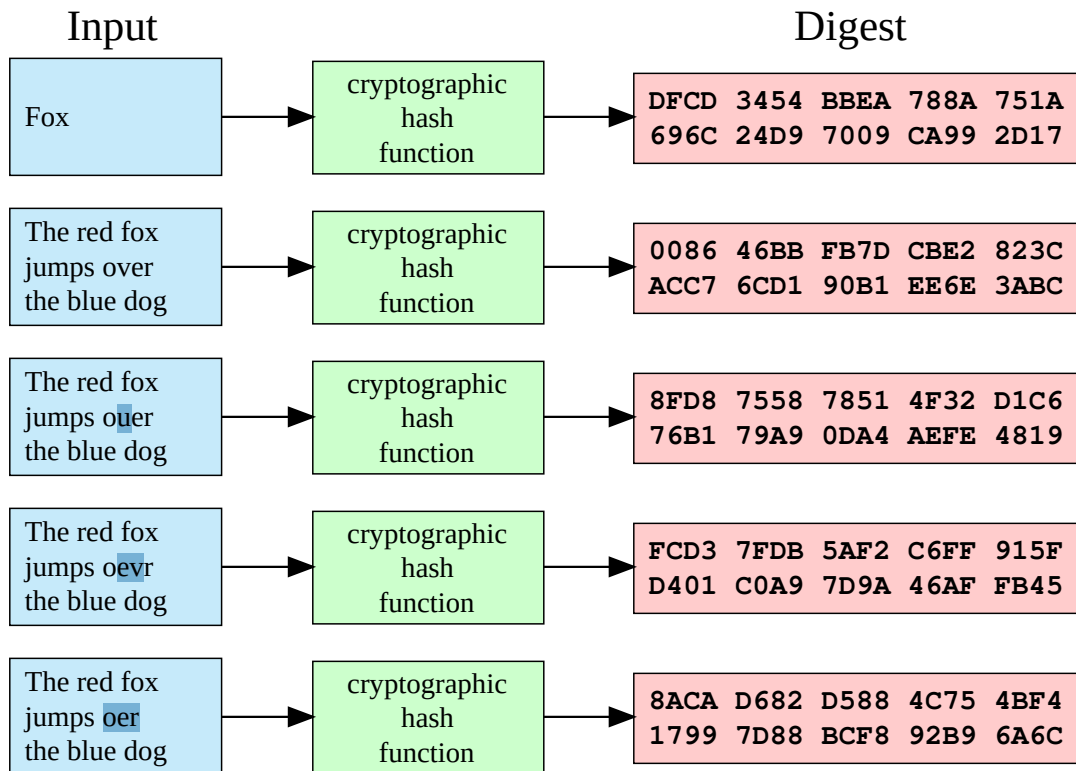 Input
Digest
Fox
cryptographic
hash
function
DFCD 3454 BBEA 788A 751A
696C 24D9 7009 CA99 2D17
The red fox
jumps over
the blue dog
cryptographic
hash
function
0086 46BB FB7D CBE2 823C
ACC7 6CD1 90B1 EE6E 3ABC
The red fox
jumps ouer
the blue dog
cryptographic
hash
function
8FD8 7558 7851 4F32 D1C6
76B1 79A9 0DA4 AEFE 4819
The red fox
jumps oevr
the blue dog
cryptographic
hash
function
FCD3 7FDB 5AF2 C6FF 915F
D401 C0A9 7D9A 46AF FB45
The red fox
jumps oer
the blue dog
cryptographic
hash
function
8ACA D682 D588 4C75 4BF4
1799 7D88 BCF8 92B9 6A6C